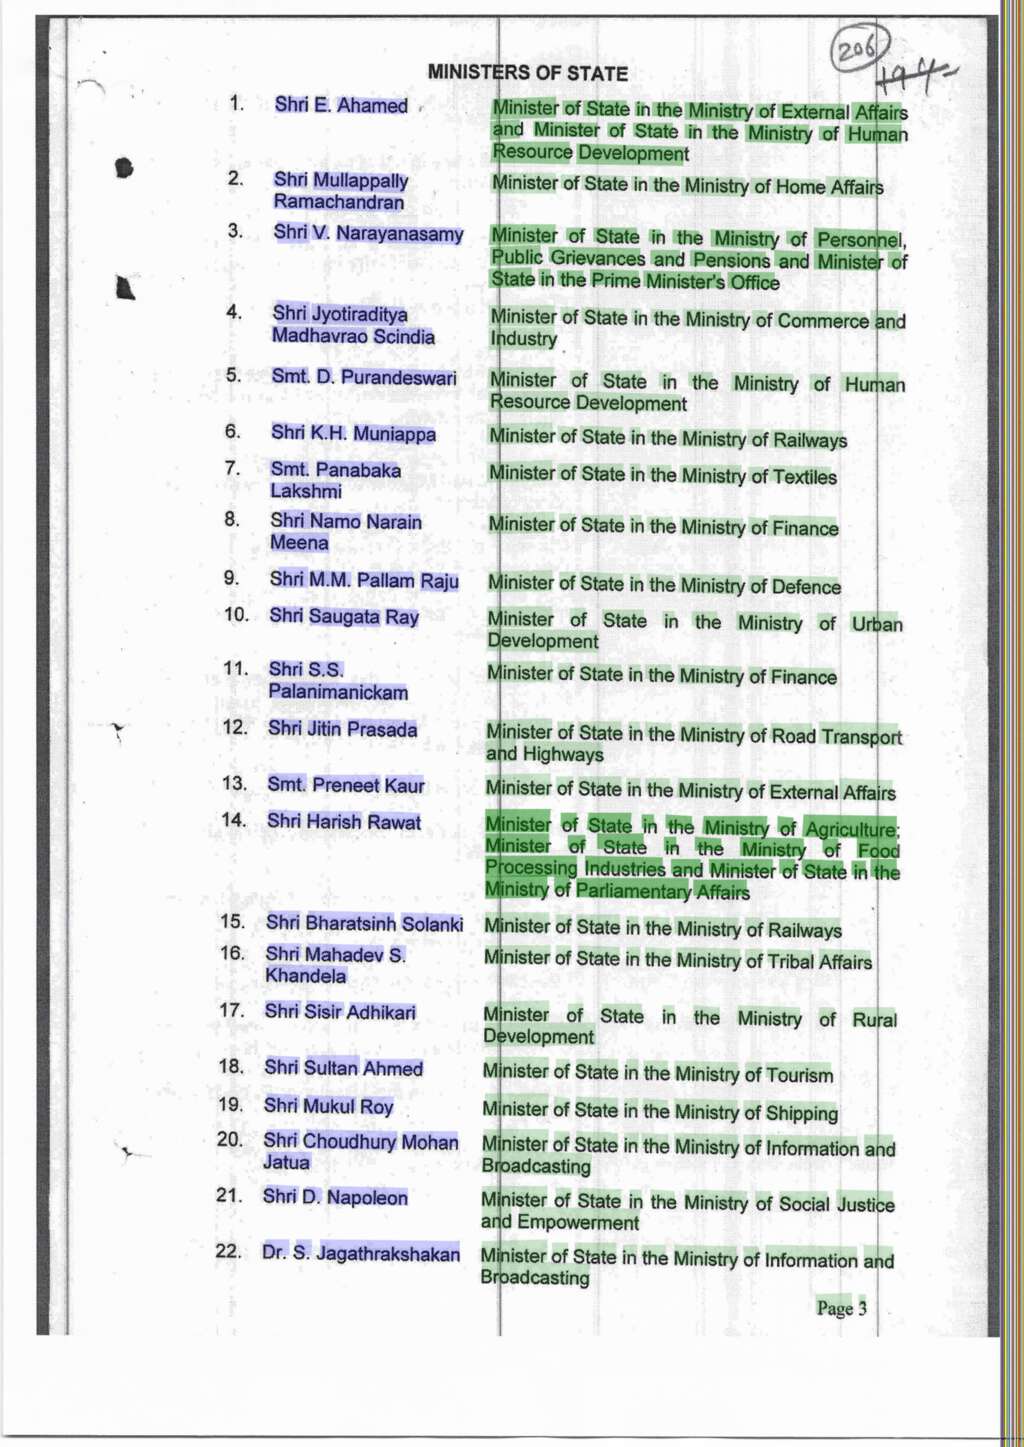 206
194
MINISTERS OF STATE
1. Shri E. Ahamed Minister of State in the Ministry of External Affairs
and Minister of State in the Ministry of Human
Resource Development
2. Shri Mullappally Minister of State in the Ministry of Home Affairs
Ramachandran
3. Shri V. Narayanasamy Minister of State in the Ministry of Personnel,
Public Grievances and Pensions and Minister of
State in the Prime Minister's Office
4. Shri Jyotiraditya Minister of State in the Ministry of Commerce and
Madhavrao Scindia Industry
5. Smt. D. Purandeswari Minister of State in the Ministry of Human
Resource Development
6. Shri K.H. Muniappa Minister of State in the Ministry of Railways
7. Smt. Panabaka Minister of State in the Ministry of Textiles
Lakshmi
8. Shri Namo Narain Minister of State in the Ministry of Finance
Meena
9. Shri M.M. Pallam Raju Minister of State in the Ministry of Defence
10. Shri Saugata Ray Minister of State in the Ministry of Urban
Development
11. Shri S.S. Minister of State in the Ministry of Finance
Palanimanickam
12. Shri Jitin Prasada Minister of State in the Ministry of Road Transport
and Highways
13. Smt. Preneet Kaur Minister of State in the Ministry of External Affairs
14. Shri Harish Rawat Minister of State in the Ministry of Agriculture;
Minister of State in the Ministry of Food
Processing Industries and Minister of State in the
Ministry of Parliamentary Affairs
15. Shri Bharatsinh Solanki Minister of State in the Ministry of Railways
16. Shri Mahadev S. Minister of State in the Ministry of Tribal Affairs
Khandela
17. Shri Sisir Adhikari Minister of State in the Ministry of Rural
Development
18. Shri Sultan Ahmed Minister of State in the Ministry of Tourism
19. Shri Mukul Roy Minister of State in the Ministry of Shipping
20. Shri Choudhury Mohan Minister of State in the Ministry of Information and
Jatua Broadcasting
21. Shri D. Napoleon Minister of State in the Ministry of Social Justice
and Empowerment
22. Dr. S. Jagathrakshakan Minister of State in the Ministry of Information and
Broadcasting
Page 3